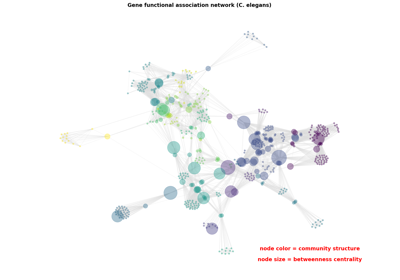 Gene functional association network (C. elegans)
node color = community structure
node size = betweenness centrality